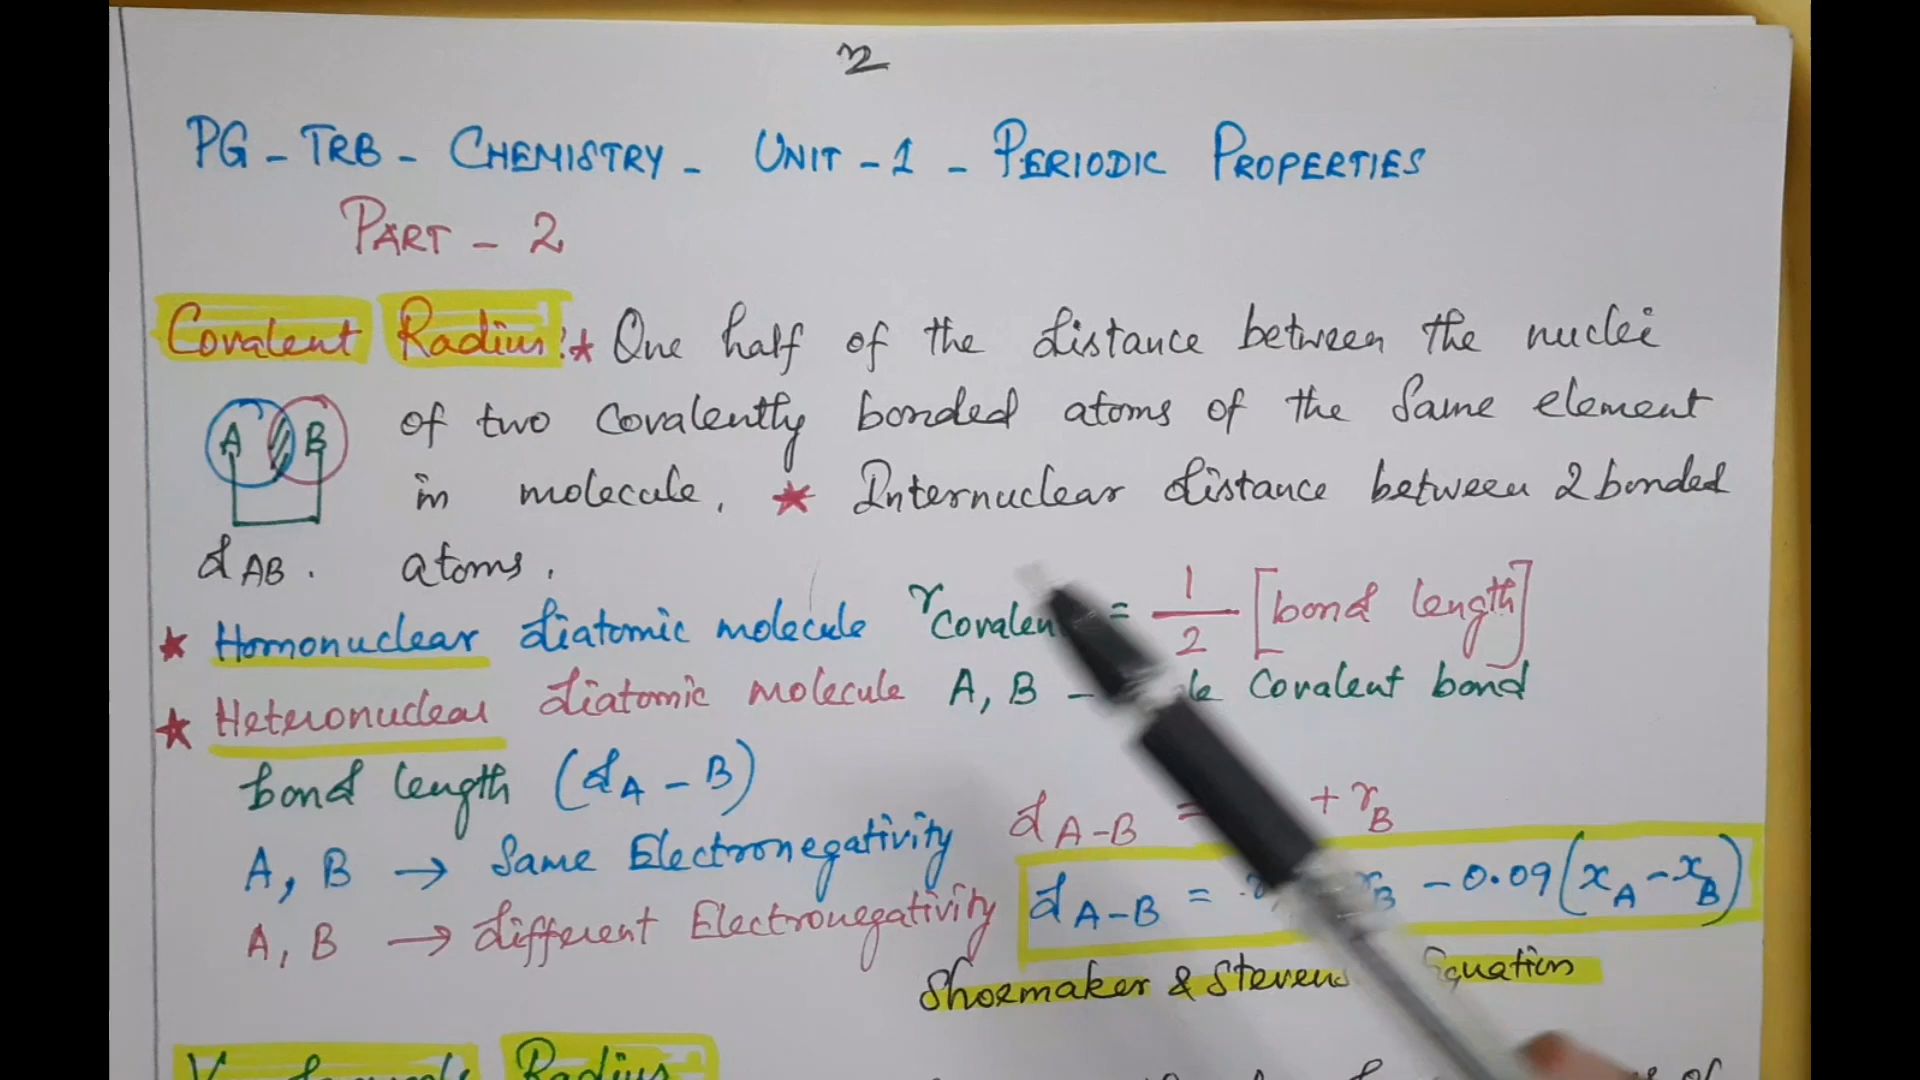 2
PG - TRB - CHEMISTRY - UNIT - 1 - PERIODIC PROPERTIES
PART - 2
Covalent Radius: ★ One half of the distance between the nuclei
of two covalently bonded atoms of the same element
A B
in molecule. ★ Internuclear distance between 2 bonded
dAB. atoms.
★ Homonuclear diatomic molecule r = 1/2 [bond length]
★ Heteronuclear diatomic molecule A, B - Covalent bond
bond length (dA - B)
dA-B = + rB
A, B → Same Electronegativity
dA-B = - 0.09 (xA - xB)
A, B → different Electronegativity
Shoemaker & Equation
Radius